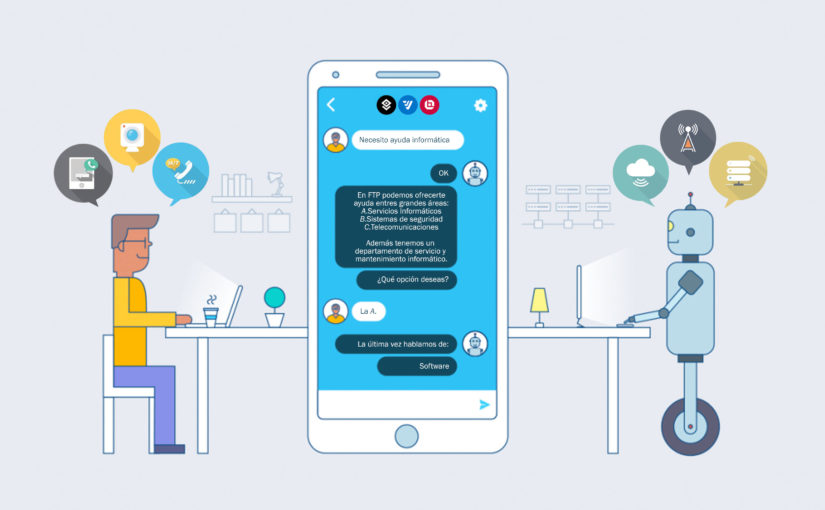 24/7
Necesito ayuda informática
OK
En FTP podemos ofrecerte
ayuda entres grandes áreas:
A.Servicios informáticos
B.Sistemas de seguridad
C.Telecomunicaciones
Además tenemos un
departamento de servicio y
mantenimiento informático.
¿Qué opción deseas?
La A.
La última vez hablamos de:
Software